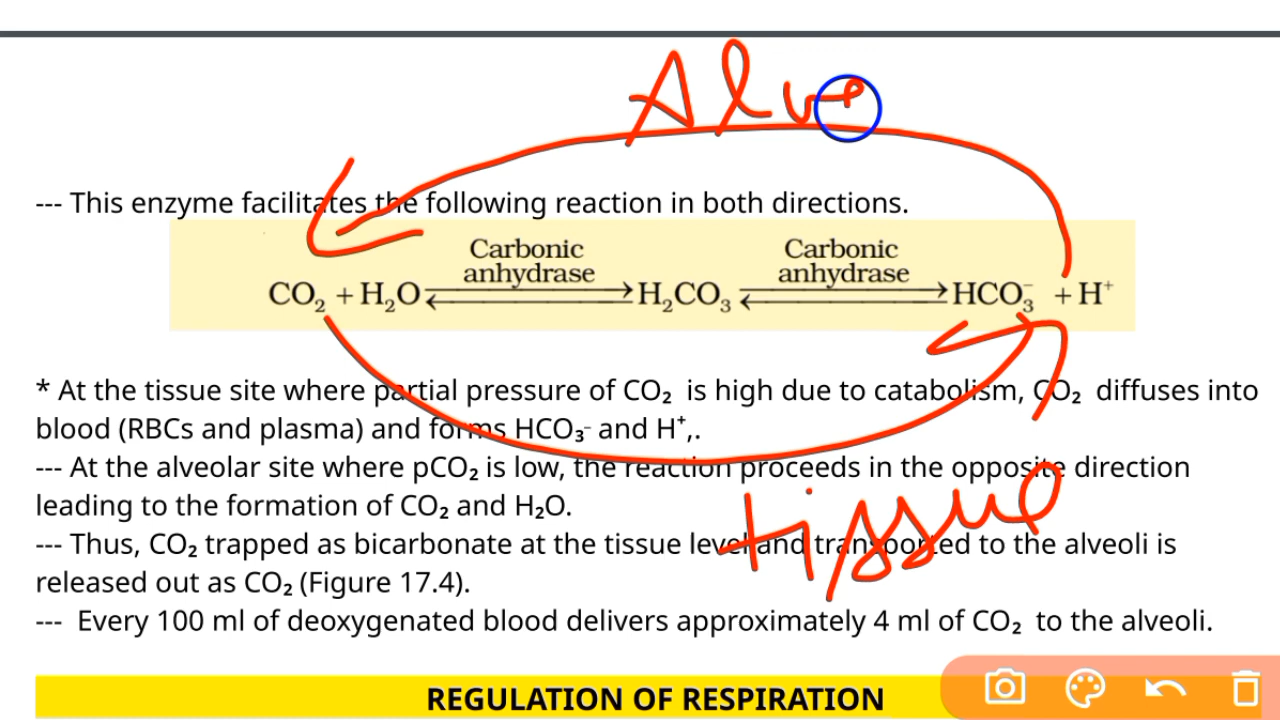 Alve
--- This enzyme facilitates the following reaction in both directions.
Carbonic anhydrase Carbonic anhydrase
CO₂ + H₂O ⇌ H₂CO₃ ⇌ HCO₃⁻ + H⁺
* At the tissue site where partial pressure of CO₂ is high due to catabolism, CO₂ diffuses into
blood (RBCs and plasma) and forms HCO₃⁻ and H⁺,.
--- At the alveolar site where pCO₂ is low, the reaction proceeds in the opposite direction
leading to the formation of CO₂ and H₂O.
tissue
--- Thus, CO₂ trapped as bicarbonate at the tissue level and transported to the alveoli is
released out as CO₂ (Figure 17.4).
--- Every 100 ml of deoxygenated blood delivers approximately 4 ml of CO₂ to the alveoli.
REGULATION OF RESPIRATION